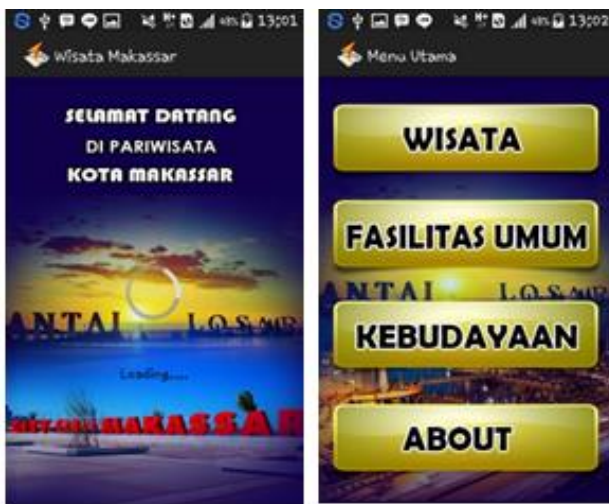 13:01
Wisata Makassar
SELAMAT DATANG
DI PARIWISATA
KOTA MAKASSAR
ANTAI LOSARI
Loading....
MAKASSAR
13:02
Menu Utama
WISATA
FASILITAS UMUM
ANTAI LOSARI
KEBUDAYAAN
ABOUT